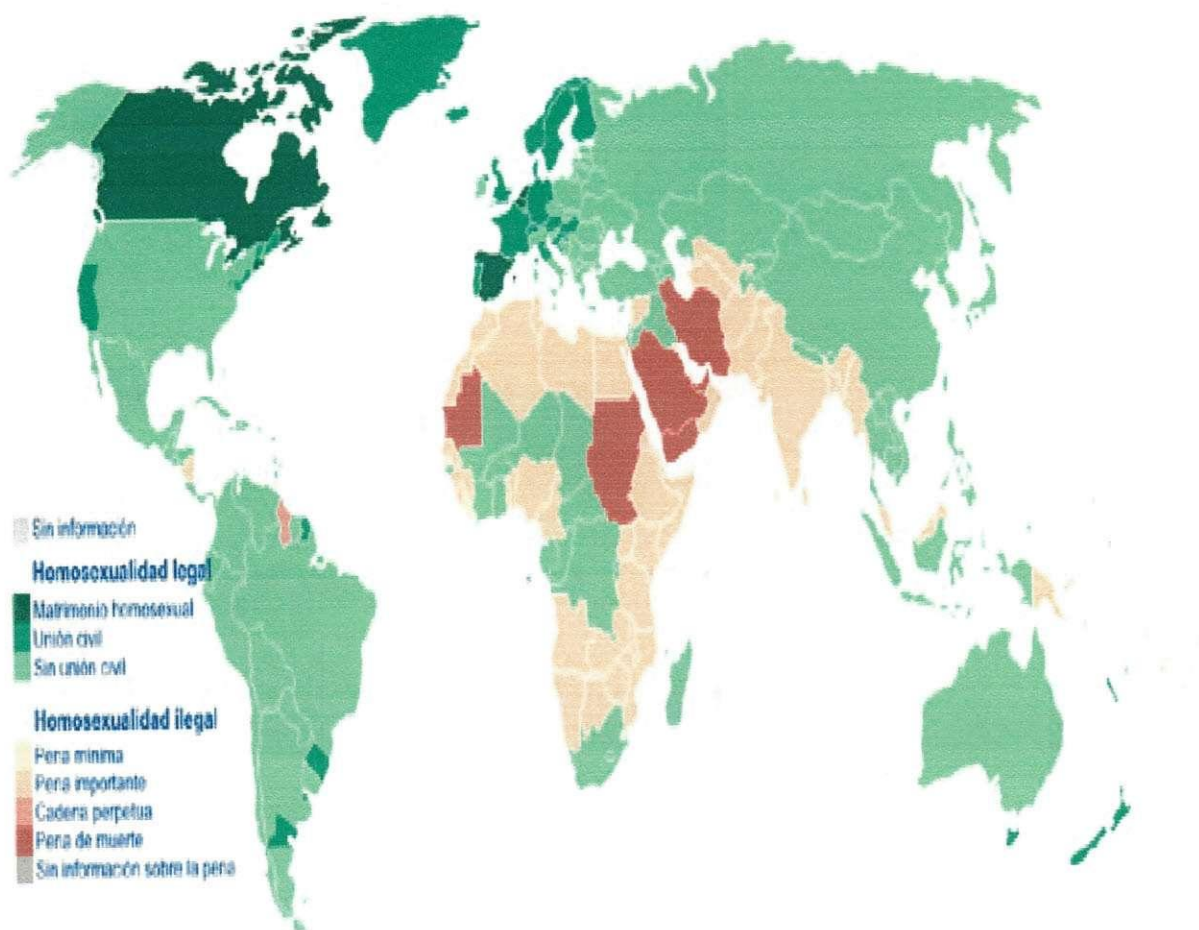 Sin información
Homosexualidad legal
Matrimonio homosexual
Unión civil
Sin unión civil
Homosexualidad ilegal
Pena mínima
Pena importante
Cadena perpetua
Pena de muerte
Sin información sobre la pena